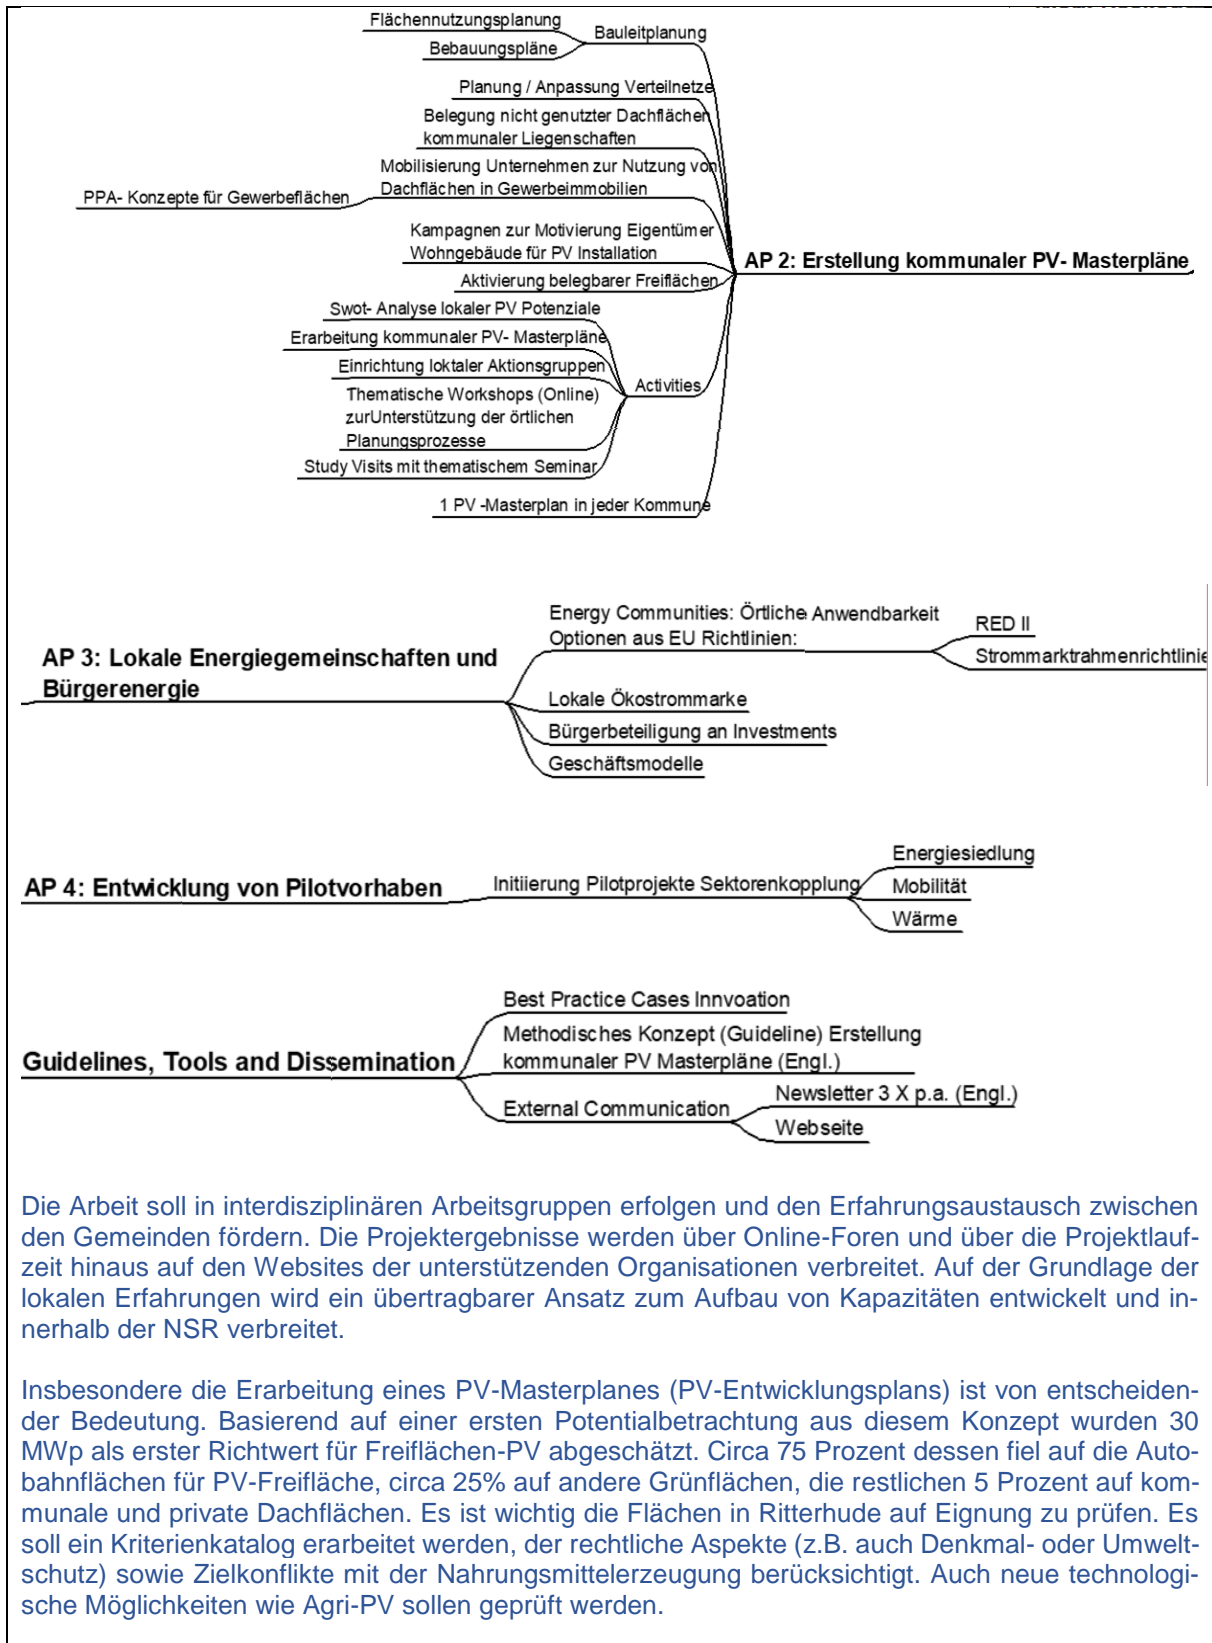 Flächennutzungsplanung
Bauleitplanung
Bebauungspläne
Planung / Anpassung Verteilnetze
Belegung nicht genutzter Dachflächen
kommunaler Liegenschaften
Mobilisierung Unternehmen zur Nutzung von
Dachflächen in Gewerbeimmobilien
PPA- Konzepte für Gewerbeflächen
Kampagnen zur Motivierung Eigentümer
Wohngebäude für PV Installation
AP 2: Erstellung kommunaler PV- Masterpläne
Aktivierung belegbarer Freiflächen
Swot- Analyse lokaler PV Potenziale
Erarbeitung kommunaler PV- Masterpläne
Einrichtung loktaler Aktionsgruppen
Activities
Thematische Workshops (Online)
zurUnterstützung der örtlichen
Planungsprozesse
Study Visits mit thematischem Seminar
1 PV -Masterplan in jeder Kommune
Energy Communities: Örtliche Anwendbarkeit
Optionen aus EU Richtlinien:
RED II
Strommarktrahmenrichtlinie
AP 3: Lokale Energiegemeinschaften und
Bürgerenergie
Lokale Ökostrommarke
Bürgerbeteiligung an Investments
Geschäftsmodelle
AP 4: Entwicklung von Pilotvorhaben
Initiierung Pilotprojekte Sektorenkopplung
Energiesiedlung
Mobilität
Wärme
Guidelines, Tools and Dissemination
Best Practice Cases Innvoation
Methodisches Konzept (Guideline) Erstellung
kommunaler PV Masterpläne (Engl.)
External Communication
Newsletter 3 X p.a. (Engl.)
Webseite
Die Arbeit soll in interdisziplinären Arbeitsgruppen erfolgen und den Erfahrungsaustausch zwischen
den Gemeinden fördern. Die Projektergebnisse werden über Online-Foren und über die Projektlauf-
zeit hinaus auf den Websites der unterstützenden Organisationen verbreitet. Auf der Grundlage der
lokalen Erfahrungen wird ein übertragbarer Ansatz zum Aufbau von Kapazitäten entwickelt und in-
nerhalb der NSR verbreitet.
Insbesondere die Erarbeitung eines PV-Masterplanes (PV-Entwicklungsplans) ist von entscheiden-
der Bedeutung. Basierend auf einer ersten Potentialbetrachtung aus diesem Konzept wurden 30
MWp als erster Richtwert für Freiflächen-PV abgeschätzt. Circa 75 Prozent dessen fiel auf die Auto-
bahnflächen für PV-Freifläche, circa 25% auf andere Grünflächen, die restlichen 5 Prozent auf kom-
munale und private Dachflächen. Es ist wichtig die Flächen in Ritterhude auf Eignung zu prüfen. Es
soll ein Kriterienkatalog erarbeitet werden, der rechtliche Aspekte (z.B. auch Denkmal- oder Umwelt-
schutz) sowie Zielkonflikte mit der Nahrungsmittelerzeugung berücksichtigt. Auch neue technologi-
sche Möglichkeiten wie Agri-PV sollen geprüft werden.